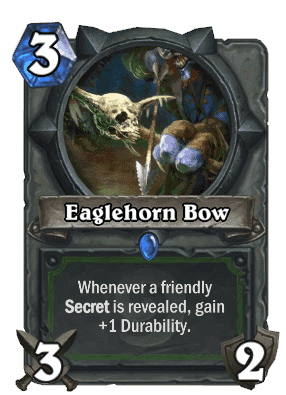 3
Eaglehorn Bow
Whenever a friendly
Secret is revealed, gain
+1 Durability.
3
2